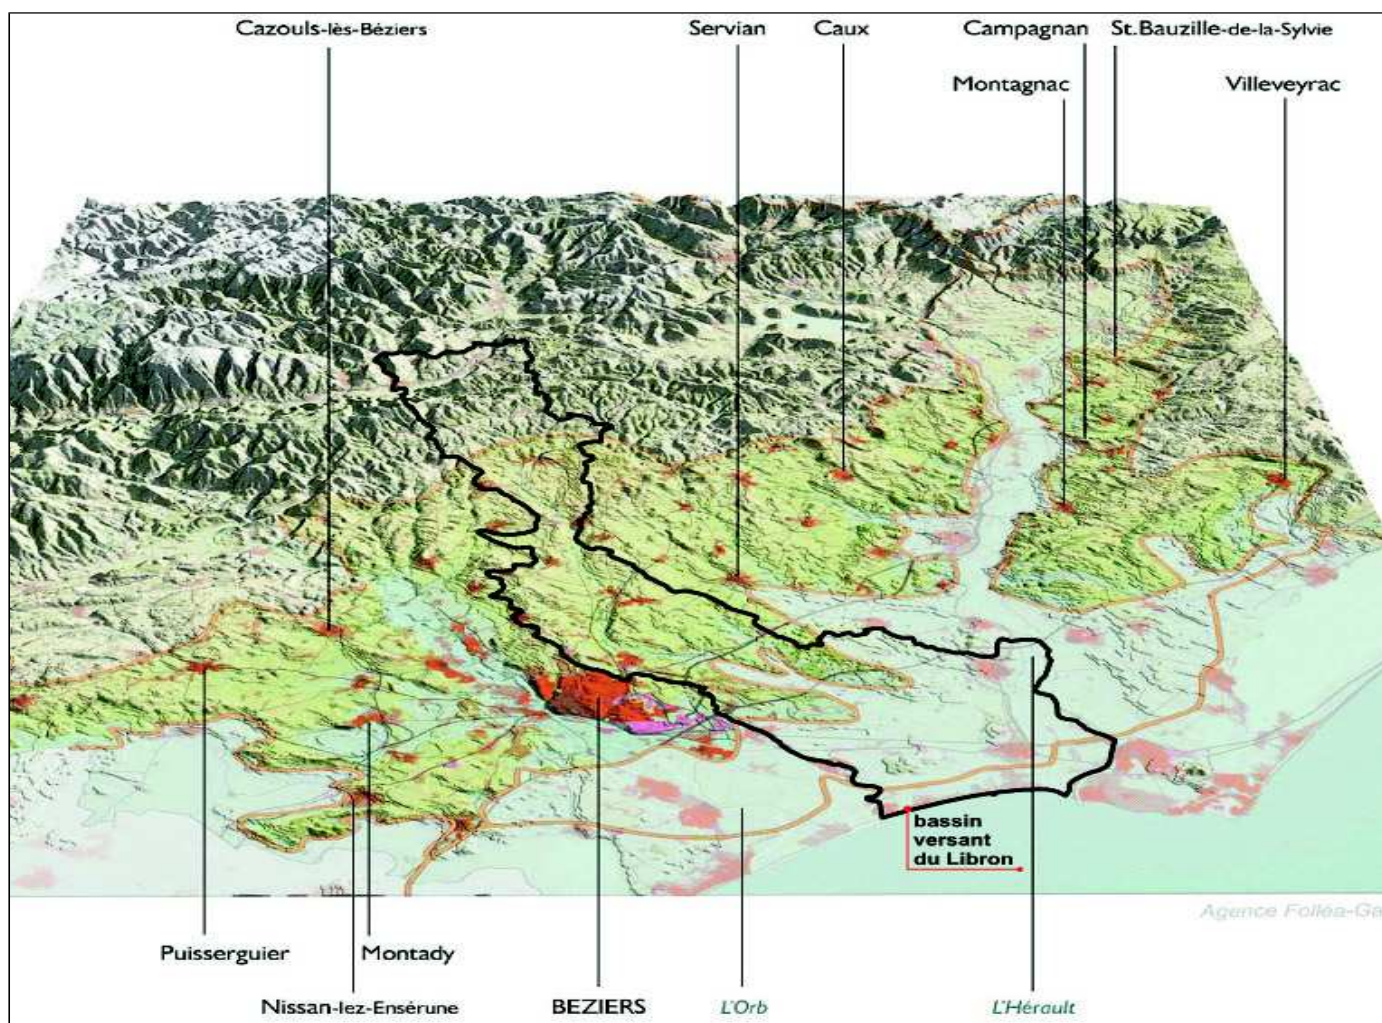 Cazouls-lès-Béziers
Servian
Caux
Campagnan
St.Bauzille-de-la-Sylvie
Montagnac
Villeveyrac
bassin
versant
du Libron
Agence Folléa-Ga
Puisserguier
Montady
Nissan-lez-Ensérune
BEZIERS
L'Orb
L'Hérault